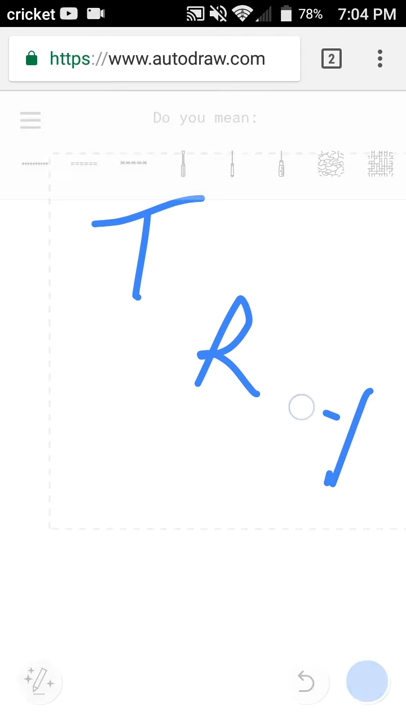 cricket 78% 7:04 PM
https://www.autodraw.com 2
Do you mean:
T
R
Y